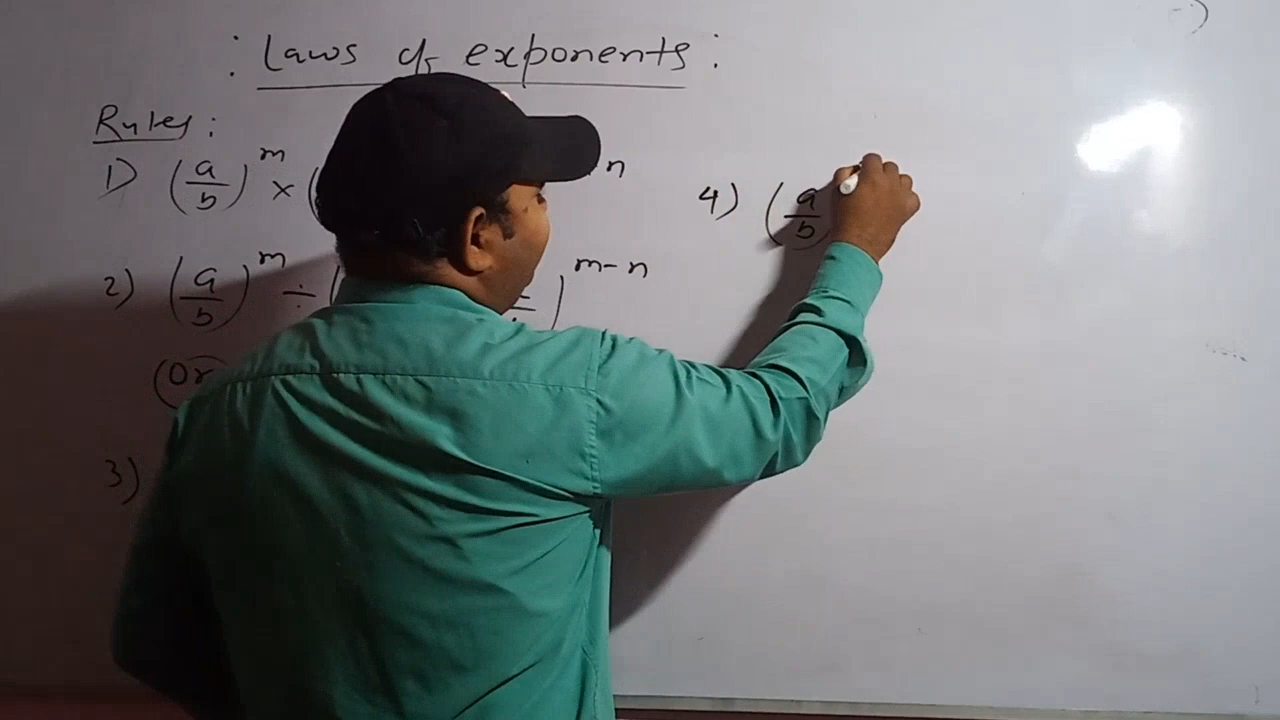 : Laws of exponents :
Rules :
1) (a/b)^m × ( n
2) (a/b)^m ÷ ( )^m-n
(Or
3)
4) (a/b)